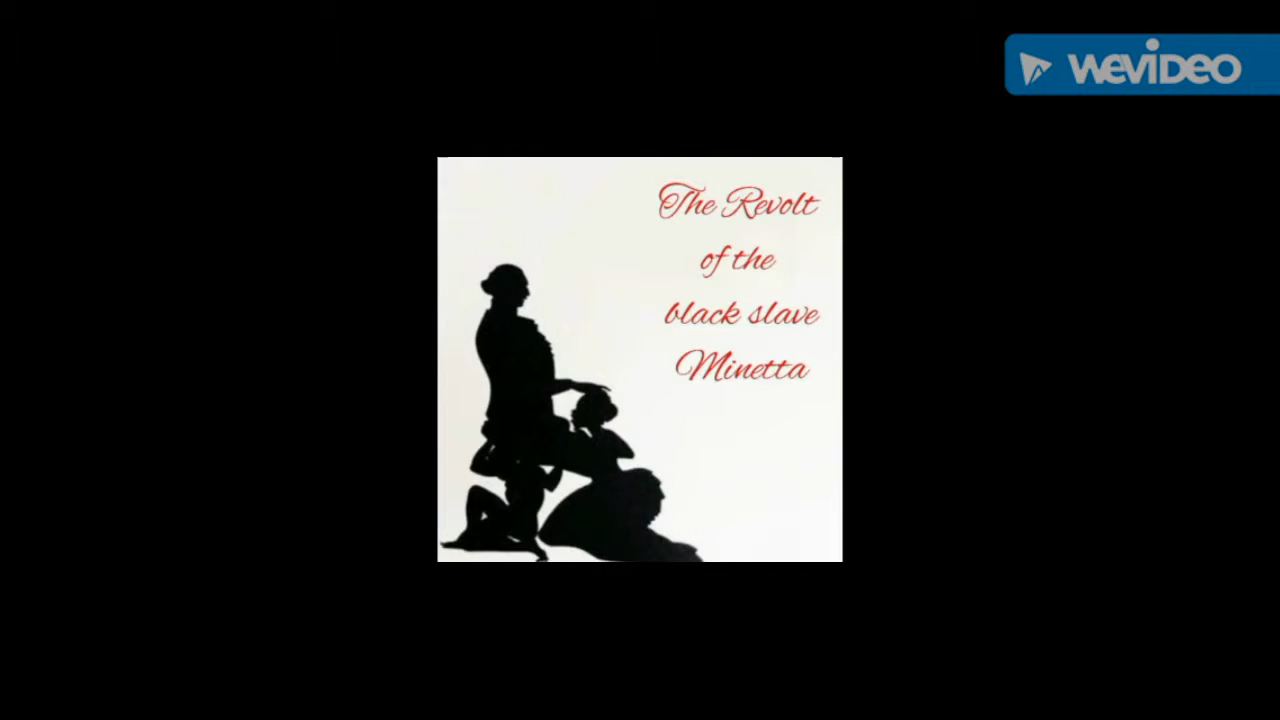 WEVIDEO
The Revolt
of the
black slave
Minetta